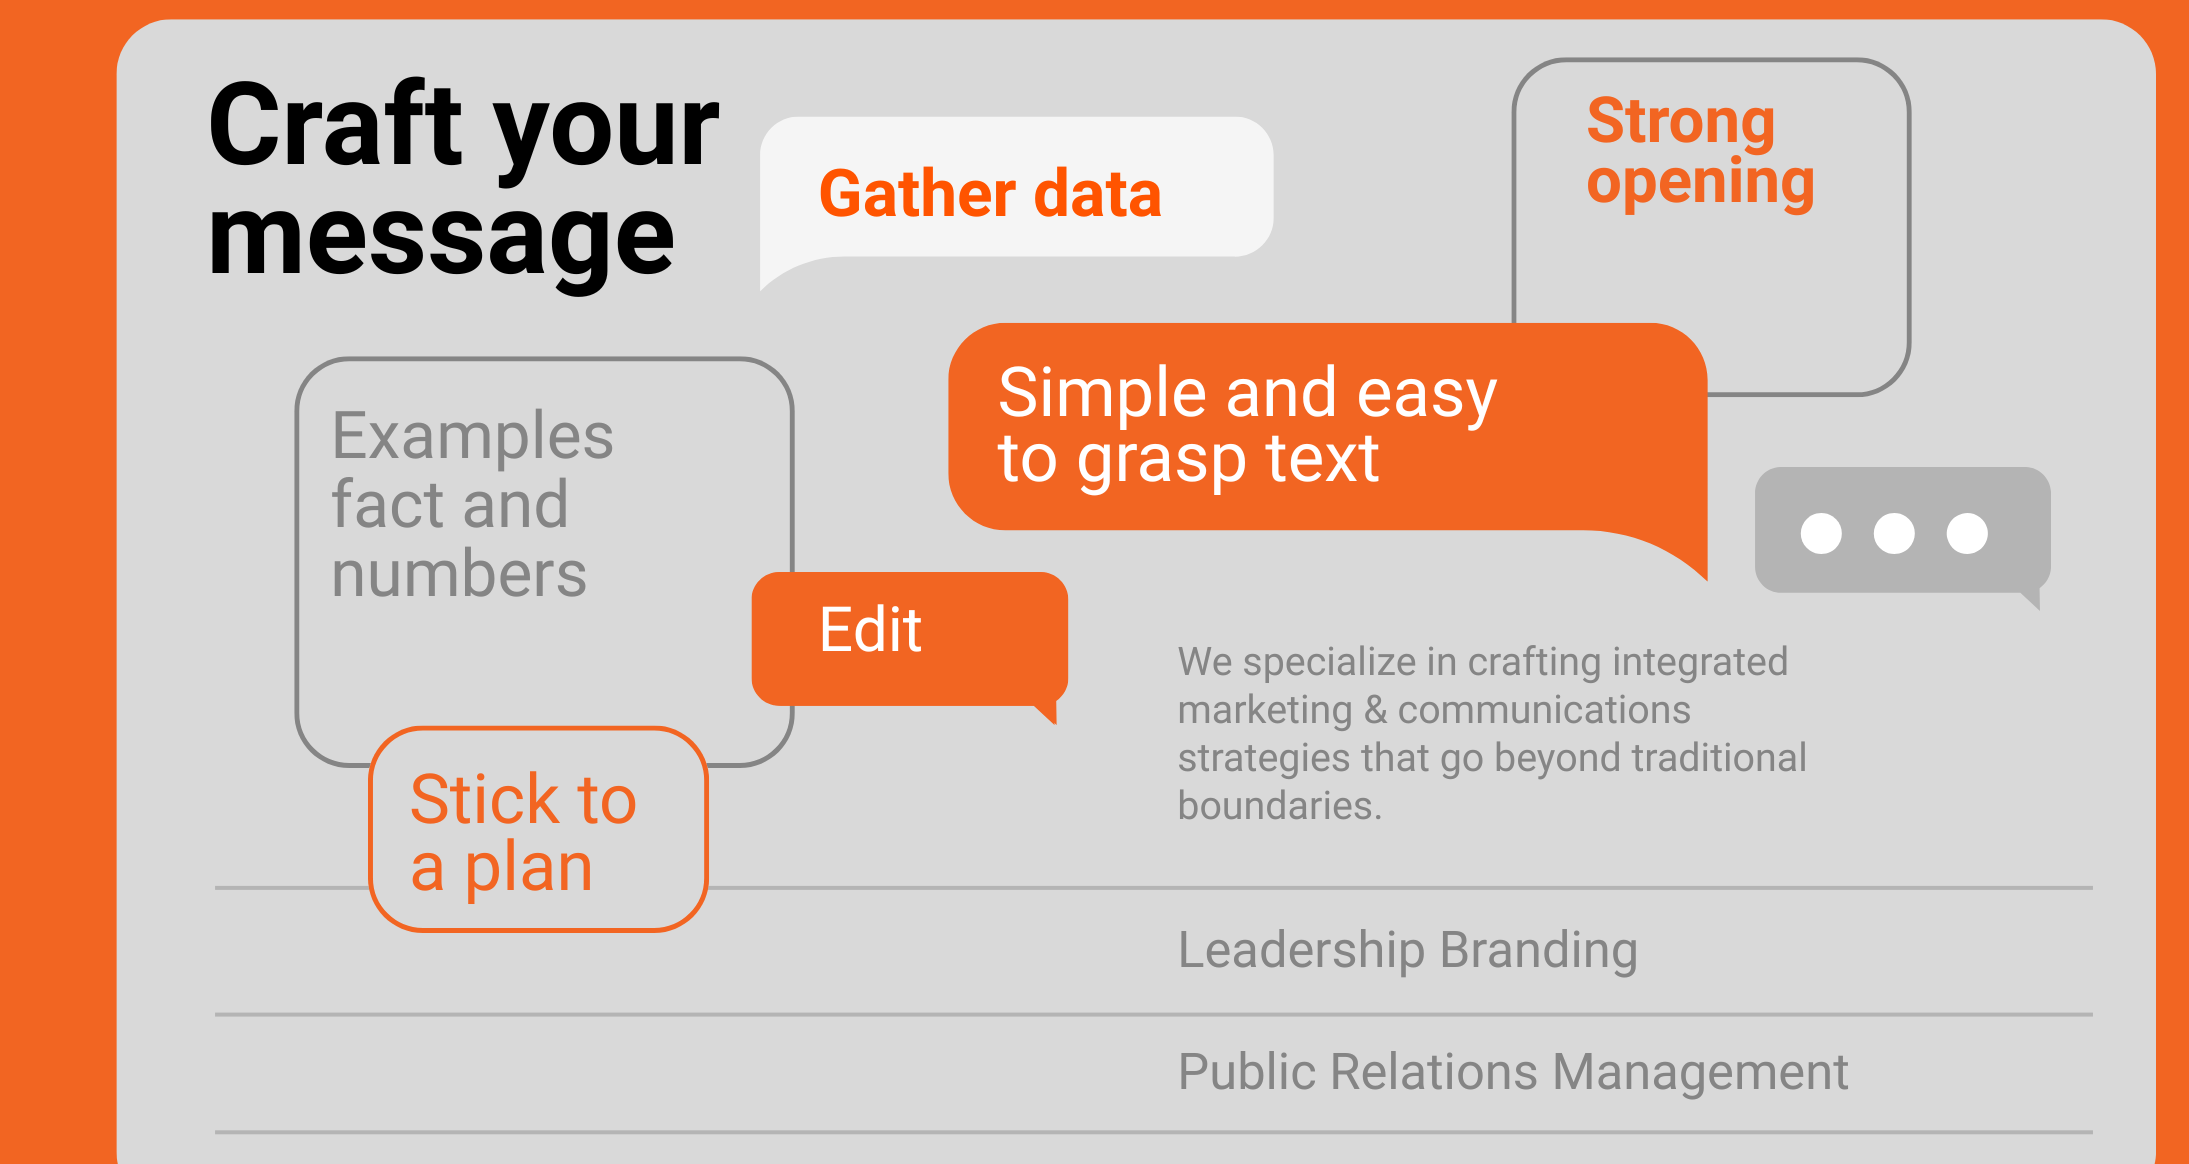 Craft your
message
Gather data
Strong
opening
Simple and easy
to grasp text
Examples
fact and
numbers
Edit
Stick to
a plan
We specialize in crafting integrated
marketing & communications
strategies that go beyond traditional
boundaries.
Leadership Branding
Public Relations Management